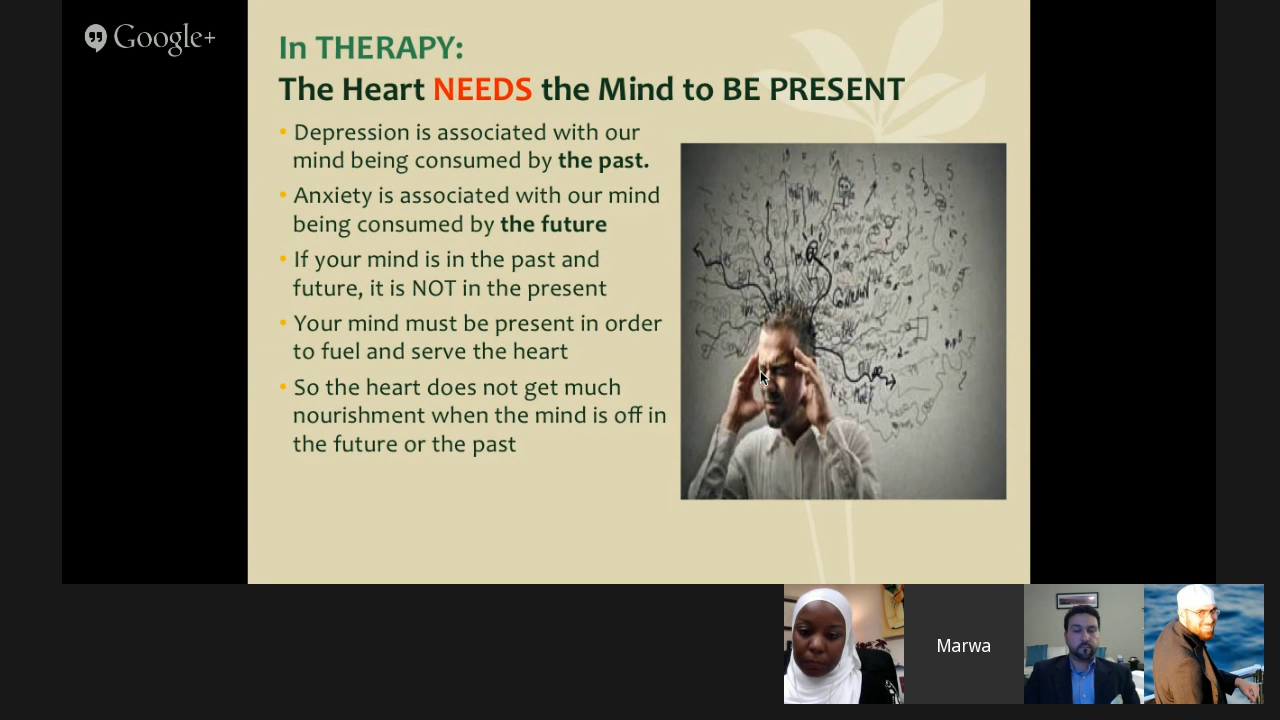 Google+
In THERAPY:
The Heart NEEDS the Mind to BE PRESENT
• Depression is associated with our
mind being consumed by the past.
• Anxiety is associated with our mind
being consumed by the future
• If your mind is in the past and
future, it is NOT in the present
• Your mind must be present in order
to fuel and serve the heart
• So the heart does not get much
nourishment when the mind is off in
the future or the past
Marwa